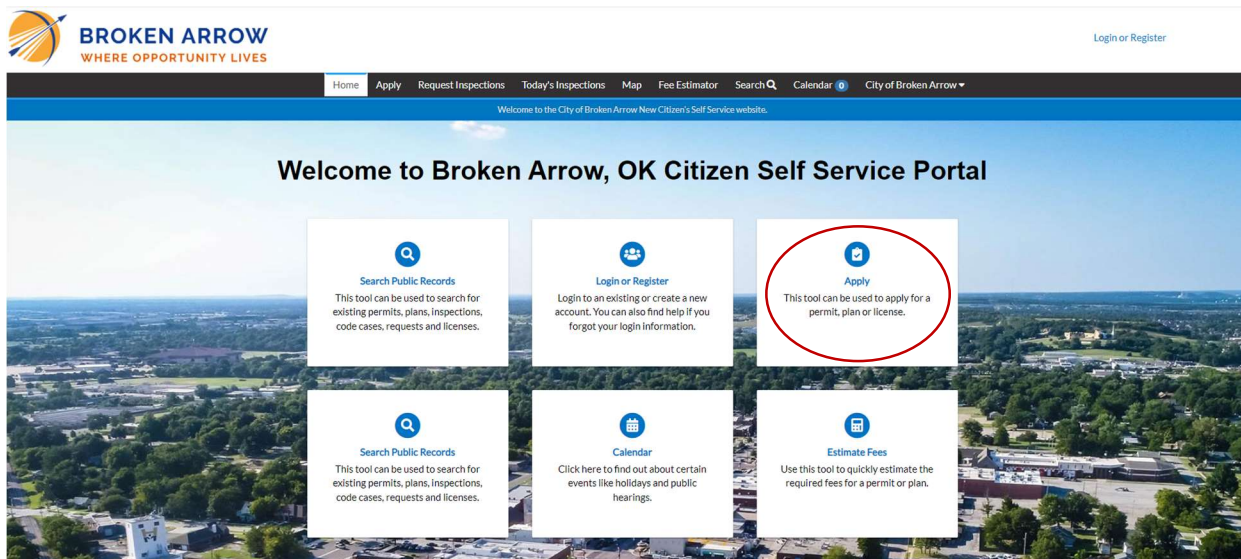 BROKEN ARROW
WHERE OPPORTUNITY LIVES
Login or Register
Home Apply Request Inspections Today's Inspections Map Fee Estimator Search Calendar 0 City of Broken Arrow
Welcome to the City of Broken Arrow New Citizen's Self Service website.
Welcome to Broken Arrow, OK Citizen Self Service Portal
Search Public Records
This tool can be used to search for
existing permits, plans, inspections,
code cases, requests and licenses.
Login or Register
Login to an existing or create a new
account. You can also find help if you
forgot your login information.
Apply
This tool can be used to apply for a
permit, plan or license.
Search Public Records
This tool can be used to search for
existing permits, plans, inspections,
code cases, requests and licenses.
Calendar
Click here to find out about certain
events like holidays and public
hearings.
Estimate Fees
Use this tool to quickly estimate the
required fees for a permit or plan.